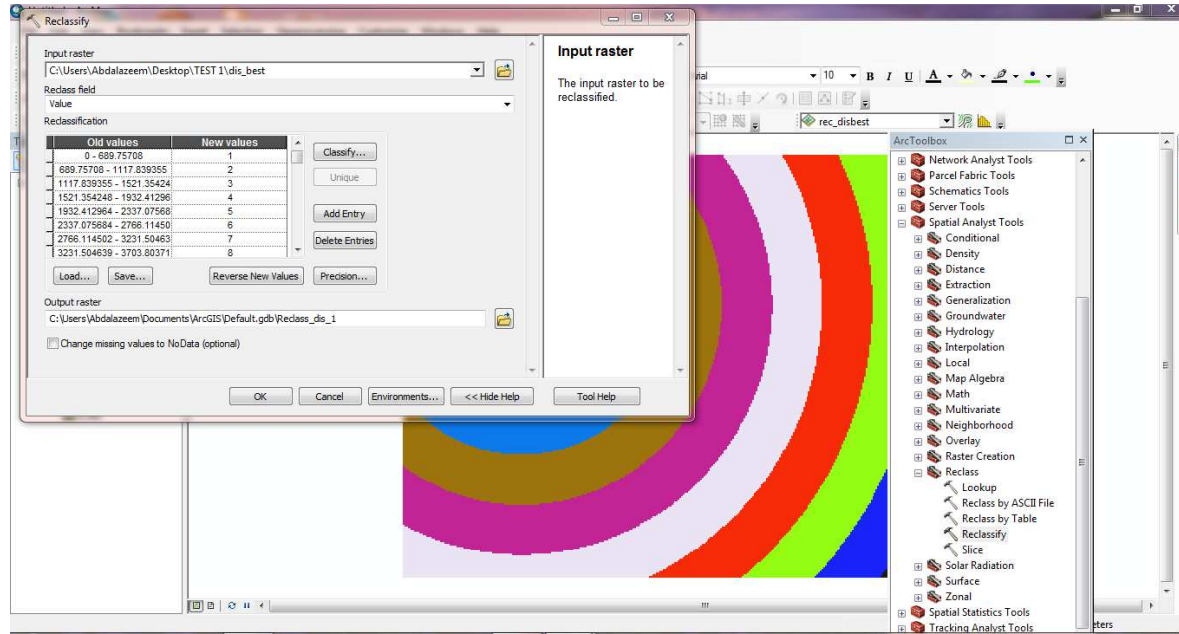 Reclassify
Input raster
C:\Users\Abdalazeem\Desktop\TEST 1\dis_best
Reclass field
Value
Reclassification
Old values New values
0 - 689.75708 1
689.75708 - 1117.839355 2
1117.839355 - 1521.35424 3
1521.354248 - 1932.41296 4
1932.412964 - 2337.07568 5
2337.075684 - 2766.11450 6
2766.114502 - 3231.50463 7
3231.504639 - 3703.80371 8
Classify...
Unique
Add Entry
Delete Entries
Load... Save... Reverse New Values Precision...
Output raster
C:\Users\Abdalazeem\Documents\ArcGIS\Default.gdb\Reclass_dis_1
Change missing values to NoData (optional)
OK Cancel Environments... << Hide Help Tool Help
Input raster
The input raster to be
reclassified.
10 B I U A
rec_disbest
ArcToolbox
Network Analyst Tools
Parcel Fabric Tools
Schematics Tools
Server Tools
Spatial Analyst Tools
Conditional
Density
Distance
Extraction
Generalization
Groundwater
Hydrology
Interpolation
Local
Map Algebra
Math
Multivariate
Neighborhood
Overlay
Raster Creation
Reclass
Lookup
Reclass by ASCII File
Reclass by Table
Reclassify
Slice
Solar Radiation
Surface
Zonal
Spatial Statistics Tools
Tracking Analyst Tools
eters